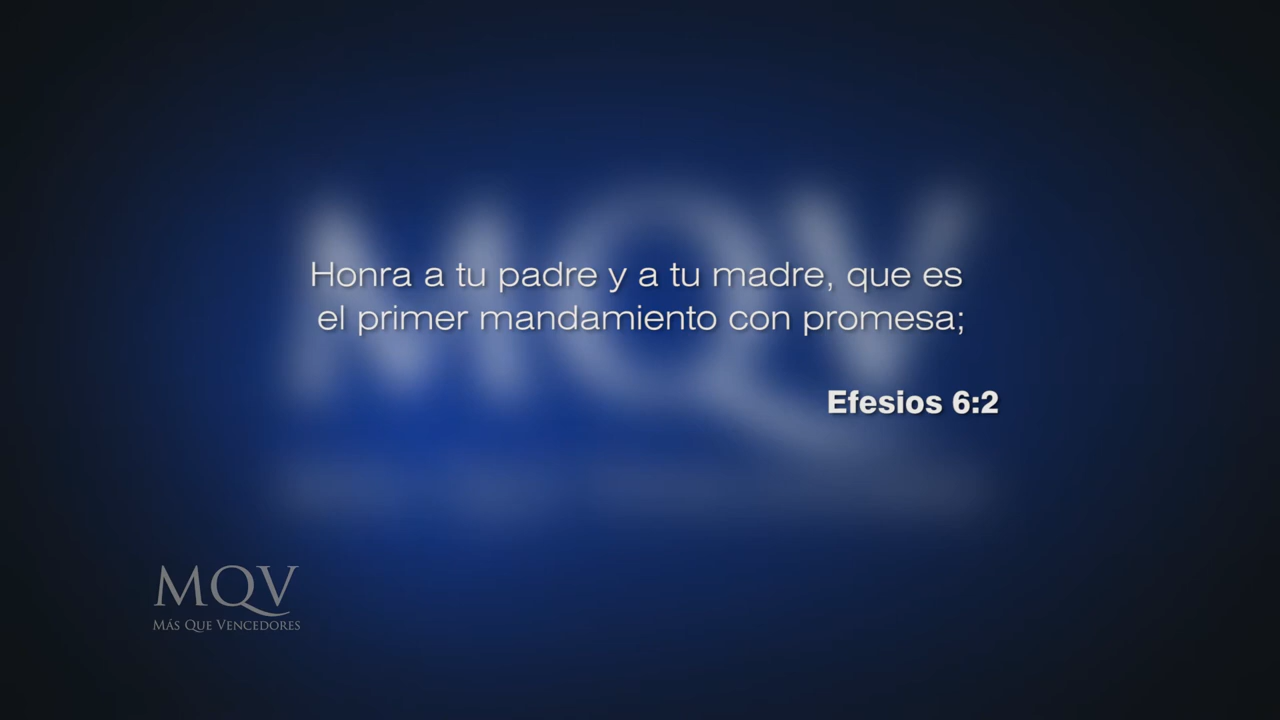 Honra a tu padre y a tu madre, que es
el primer mandamiento con promesa;
Efesios 6:2
MQV
MQV
Más Que Vencedores